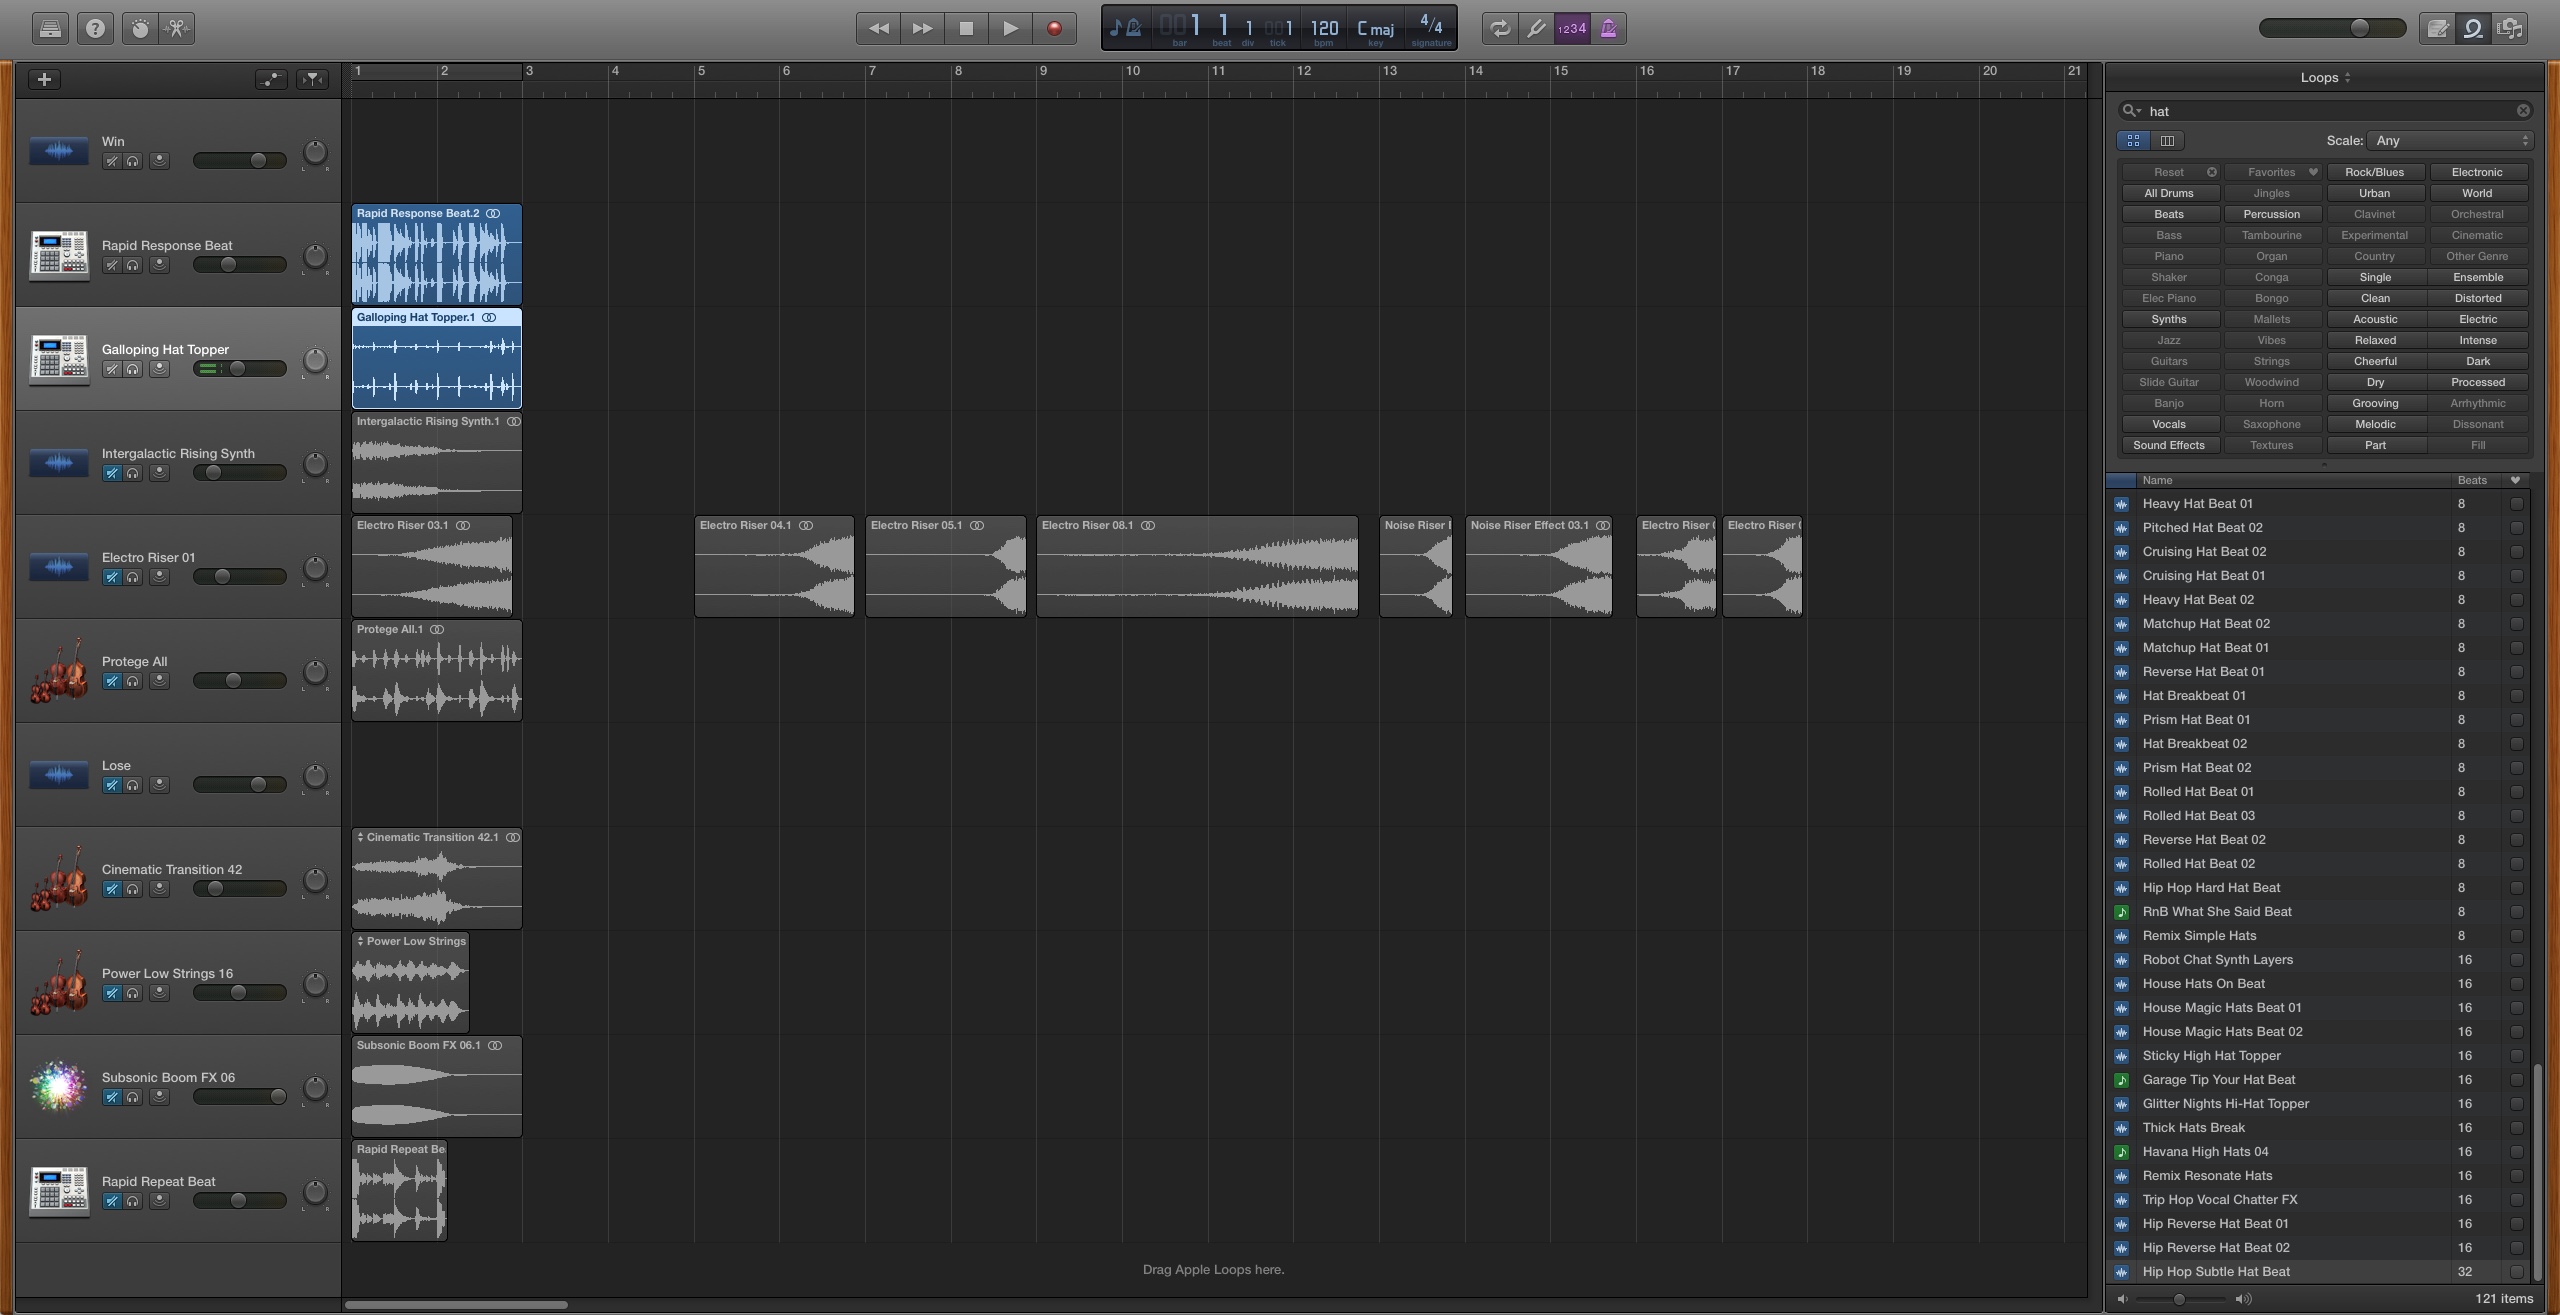 001 1 1 001 120 C maj 4/4
bar beat div tick bpm key signature
1234
1 2 3 4 5 6 7 8 9 10 11 12 13 14 15 16 17 18 19 20 21
Win
L R
Rapid Response Beat
L R
Galloping Hat Topper
L R
Intergalactic Rising Synth
L R
Electro Riser 01
L R
Protege All
L R
Lose
L R
Cinematic Transition 42
L R
Power Low Strings 16
L R
Subsonic Boom FX 06
L R
Rapid Repeat Beat
L R
Rapid Response Beat.2
Galloping Hat Topper.1
Intergalactic Rising Synth.1
Electro Riser 03.1 Electro Riser 04.1 Electro Riser 05.1 Electro Riser 08.1 Noise Riser Noise Riser Effect 03.1 Electro Riser Electro Riser
Protege All.1
Cinematic Transition 42.1
Power Low Strings
Subsonic Boom FX 06.1
Rapid Repeat Be
Drag Apple Loops here.
Loops
hat
Scale: Any
Reset Favorites Rock/Blues Electronic
All Drums Jingles Urban World
Beats Percussion Clavinet Orchestral
Bass Tambourine Experimental Cinematic
Piano Organ Country Other Genre
Shaker Conga Single Ensemble
Elec Piano Bongo Clean Distorted
Synths Mallets Acoustic Electric
Jazz Vibes Relaxed Intense
Guitars Strings Cheerful Dark
Slide Guitar Woodwind Dry Processed
Banjo Horn Grooving Arrhythmic
Vocals Saxophone Melodic Dissonant
Sound Effects Textures Part Fill
Name Beats
Heavy Hat Beat 01 8
Pitched Hat Beat 02 8
Cruising Hat Beat 02 8
Cruising Hat Beat 01 8
Heavy Hat Beat 02 8
Matchup Hat Beat 02 8
Matchup Hat Beat 01 8
Reverse Hat Beat 01 8
Hat Breakbeat 01 8
Prism Hat Beat 01 8
Hat Breakbeat 02 8
Prism Hat Beat 02 8
Rolled Hat Beat 01 8
Rolled Hat Beat 03 8
Reverse Hat Beat 02 8
Rolled Hat Beat 02 8
Hip Hop Hard Hat Beat 8
RnB What She Said Beat 8
Remix Simple Hats 8
Robot Chat Synth Layers 16
House Hats On Beat 16
House Magic Hats Beat 01 16
House Magic Hats Beat 02 16
Sticky High Hat Topper 16
Garage Tip Your Hat Beat 16
Glitter Nights Hi-Hat Topper 16
Thick Hats Break 16
Havana High Hats 04 16
Remix Resonate Hats 16
Trip Hop Vocal Chatter FX 16
Hip Reverse Hat Beat 01 16
Hip Reverse Hat Beat 02 16
Hip Hop Subtle Hat Beat 32
121 items